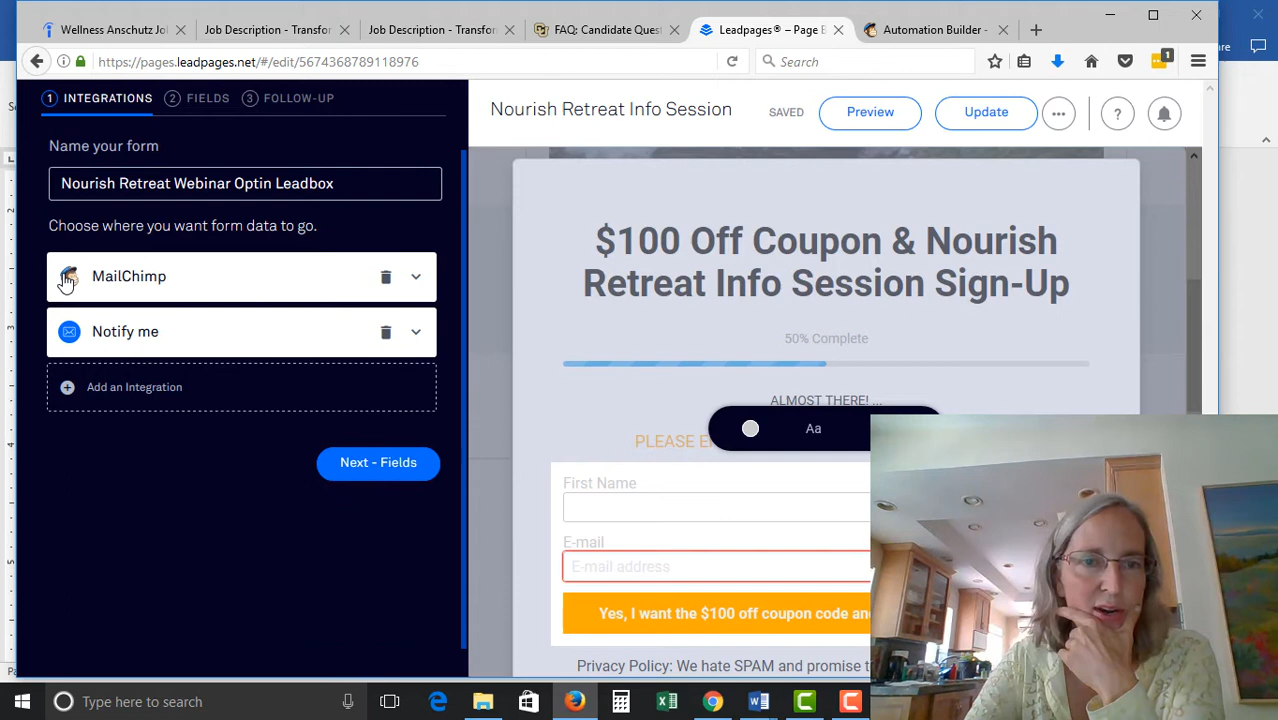 Wellness Anschutz Jo
Job Description - Transfor
Job Description - Transform
FAQ: Candidate Quest
Leadpages® – Page B
Automation Builder -
https://pages.leadpages.net/#/edit/5674368789118976
Search
1
1 INTEGRATIONS
2 FIELDS
3 FOLLOW-UP
Name your form
Nourish Retreat Webinar Optin Leadbox
Choose where you want form data to go.
MailChimp
Notify me
Add an Integration
Next - Fields
Nourish Retreat Info Session
SAVED
Preview
Update
$100 Off Coupon & Nourish
Retreat Info Session Sign-Up
50% Complete
ALMOST THERE! ...
Aa
PLEASE E
First Name
E-mail
E-mail address
Yes, I want the $100 off coupon code an
Privacy Policy: We hate SPAM and promise t
Type here to search